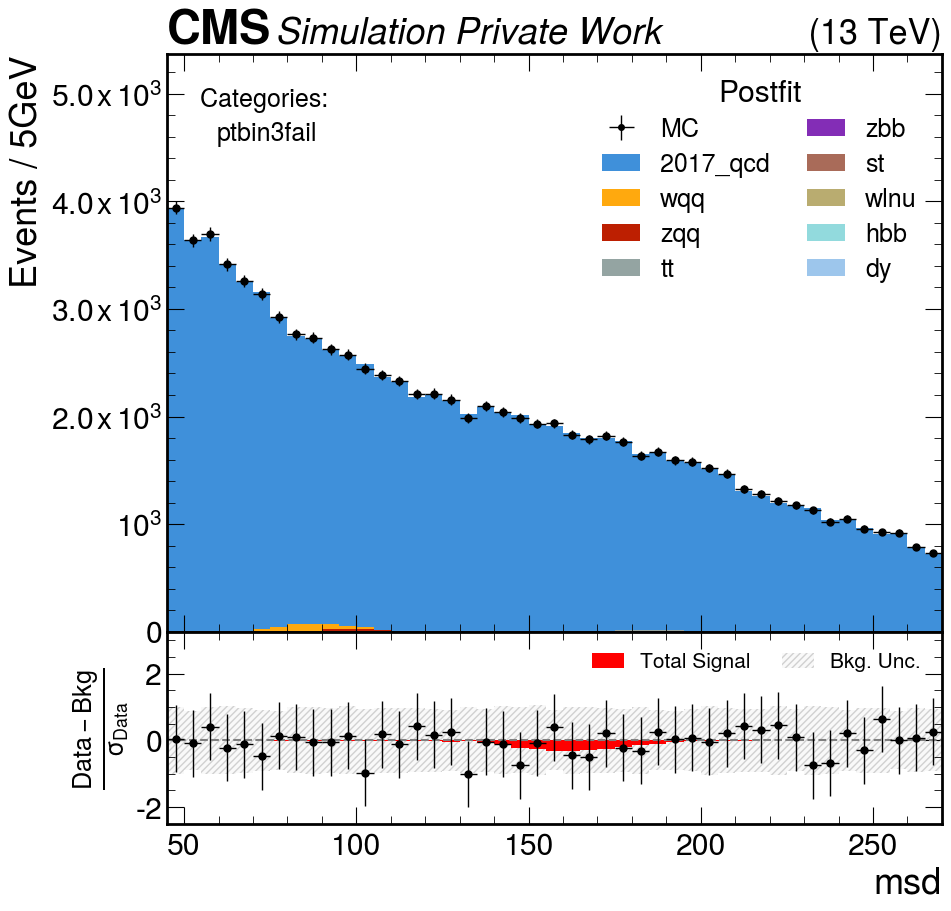 CMS Simulation Private Work (13 TeV)
Events / 5GeV
5.0 x 10³
4.0 x 10³
3.0 x 10³
2.0 x 10³
10³
0
Categories:
ptbin3fail
Postfit
MC
2017_qcd
wqq
zqq
tt
zbb
st
wlnu
hbb
dy
Data – Bkg
σData
2
0
-2
Total Signal
Bkg. Unc.
50 100 150 200 250
msd